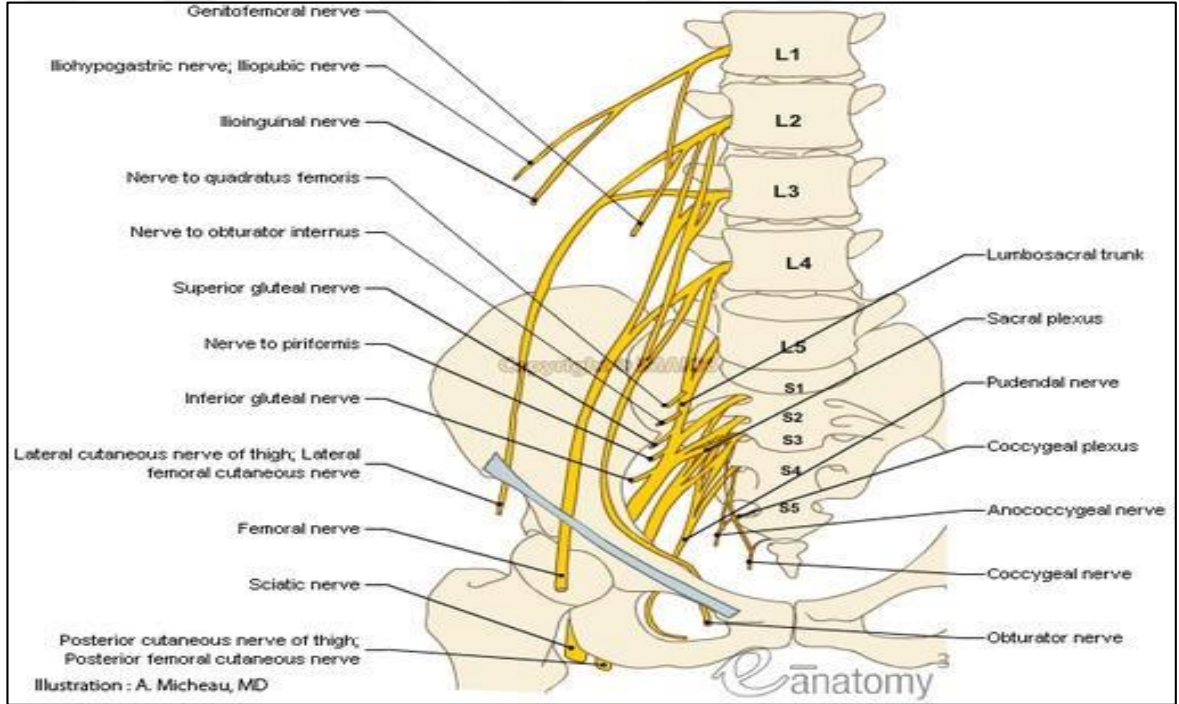 Genitofemoral nerve
Iliohypogastric nerve; Iliopubic nerve
Ilioinguinal nerve
Nerve to quadratus femoris
Nerve to obturator internus
Superior gluteal nerve
Nerve to piriformis
Inferior gluteal nerve
Lateral cutaneous nerve of thigh; Lateral
femoral cutaneous nerve
Femoral nerve
Sciatic nerve
Posterior cutaneous nerve of thigh;
Posterior femoral cutaneous nerve
Illustration : A. Micheau, MD
L1
L2
L3
L4
L5
S1
S2
S3
S4
S5
Copyright
Lumbosacral trunk
Sacral plexus
Pudendal nerve
Coccygeal plexus
Anococcygeal nerve
Coccygeal nerve
Obturator nerve
3
e anatomy